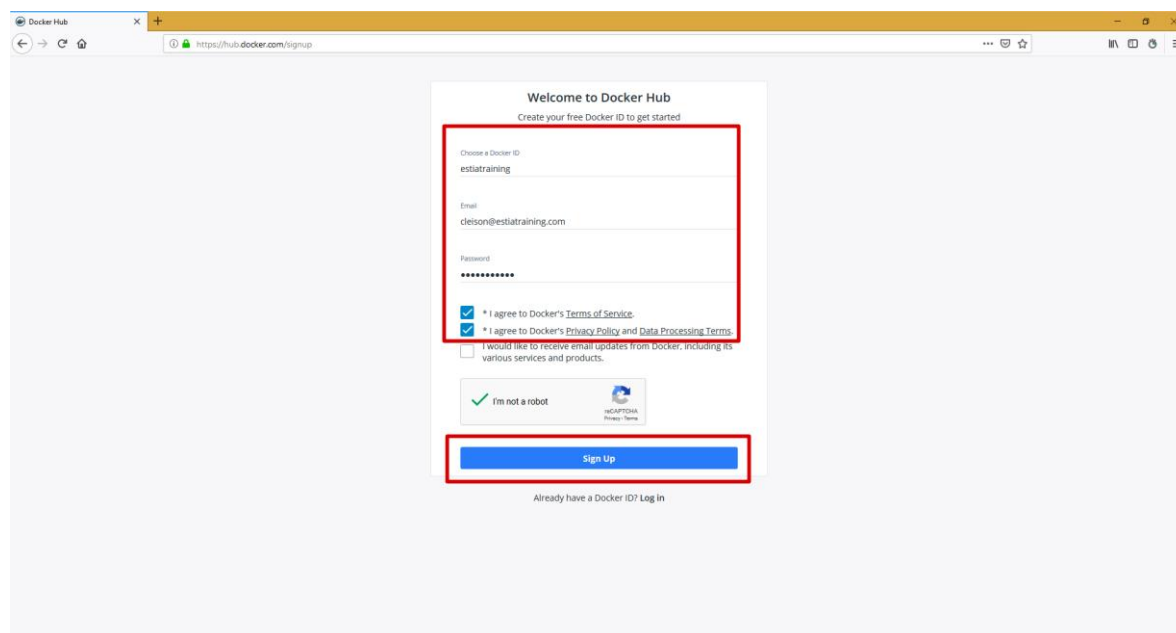 Docker Hub
https://hub.docker.com/signup
Welcome to Docker Hub
Create your free Docker ID to get started
Choose a Docker ID
estiatraining
Email
cleison@estiatraining.com
Password
* I agree to Docker's Terms of Service.
* I agree to Docker's Privacy Policy and Data Processing Terms.
I would like to receive email updates from Docker, including its
various services and products.
I'm not a robot
reCAPTCHA
Privacy - Terms
Sign Up
Already have a Docker ID? Log in